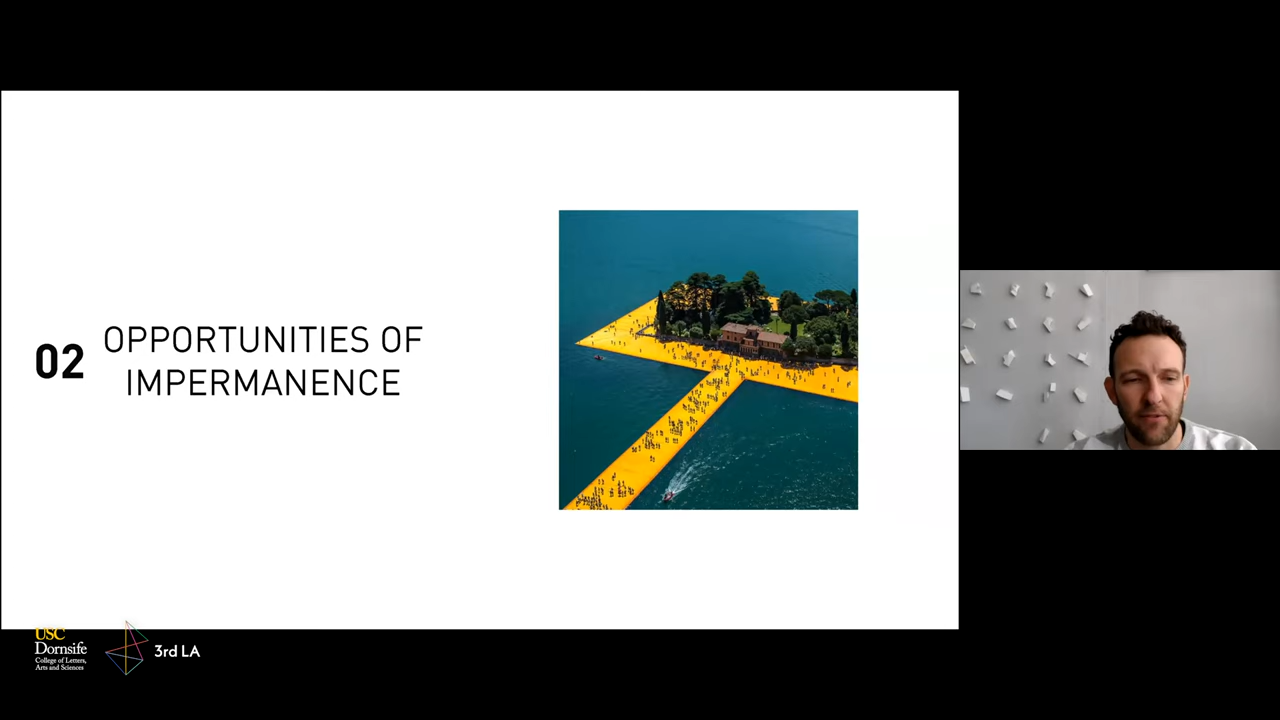 02
OPPORTUNITIES OF
IMPERMANENCE
USC
Dornsife
College of Letters,
Arts and Sciences
3rd LA